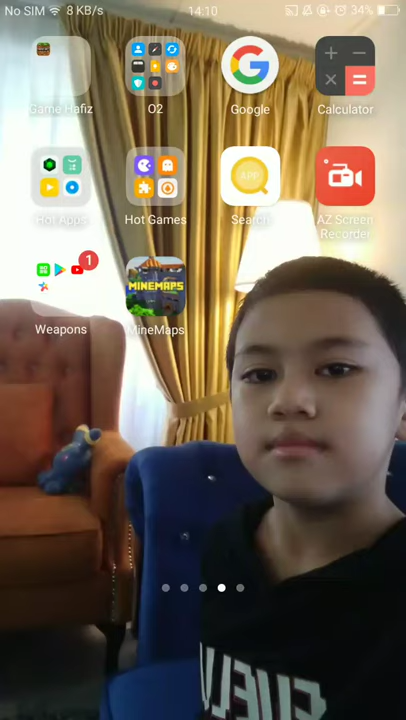 No SIM 8 KB/s 14:10 34%
Game Hafiz O2 Google Calculator
APP
Hot Apps Hot Games Search AZ Screen Recorder
1
MINEMAPS
Weapons MineMaps